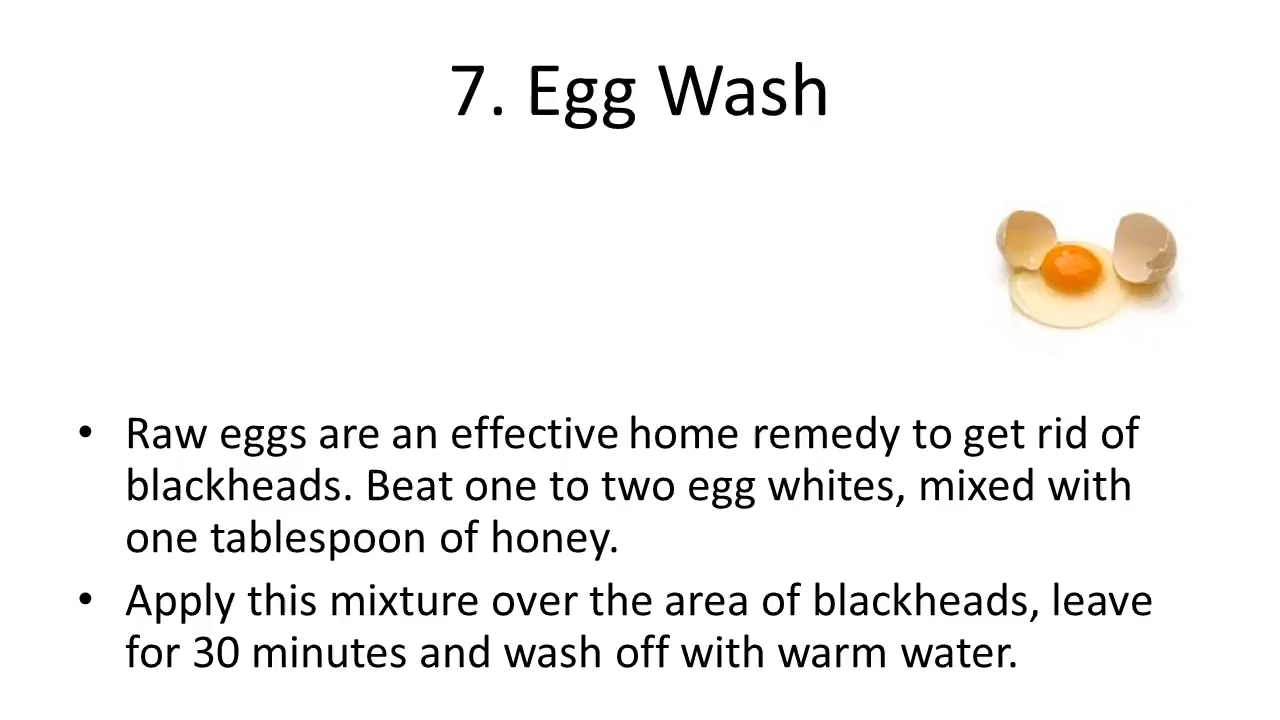 7. Egg Wash
• Raw eggs are an effective home remedy to get rid of
blackheads. Beat one to two egg whites, mixed with
one tablespoon of honey.
• Apply this mixture over the area of blackheads, leave
for 30 minutes and wash off with warm water.